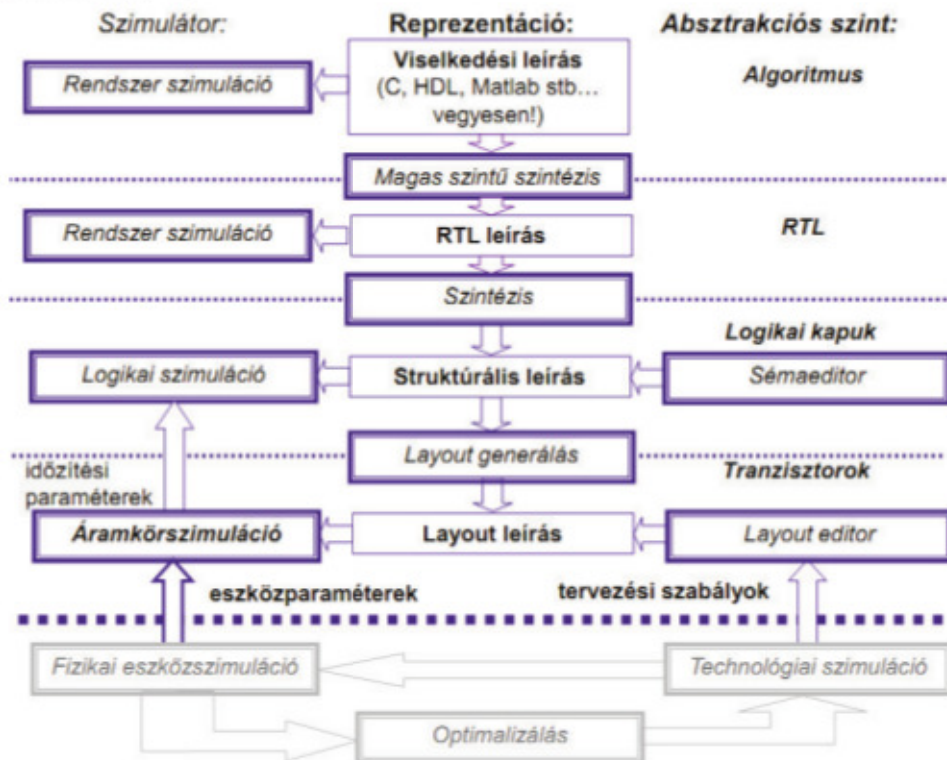 Szimulátor:
Reprezentáció:
Absztrakciós szint:
Rendszer szimuláció
Viselkedési leírás
(C, HDL, Matlab stb...
vegyesen!)
Algoritmus
Magas szintű szintézis
Rendszer szimuláció
RTL leírás
RTL
Szintézis
Logikai kapuk
Logikai szimuláció
Struktúrális leírás
Sémaeditor
Layout generálás
időzítési
paraméterek
Tranzisztorok
Áramkörszimuláció
Layout leírás
Layout editor
eszközparaméterek
tervezési szabályok
Fizikai eszközszimuláció
Technológiai szimuláció
Optimalizálás